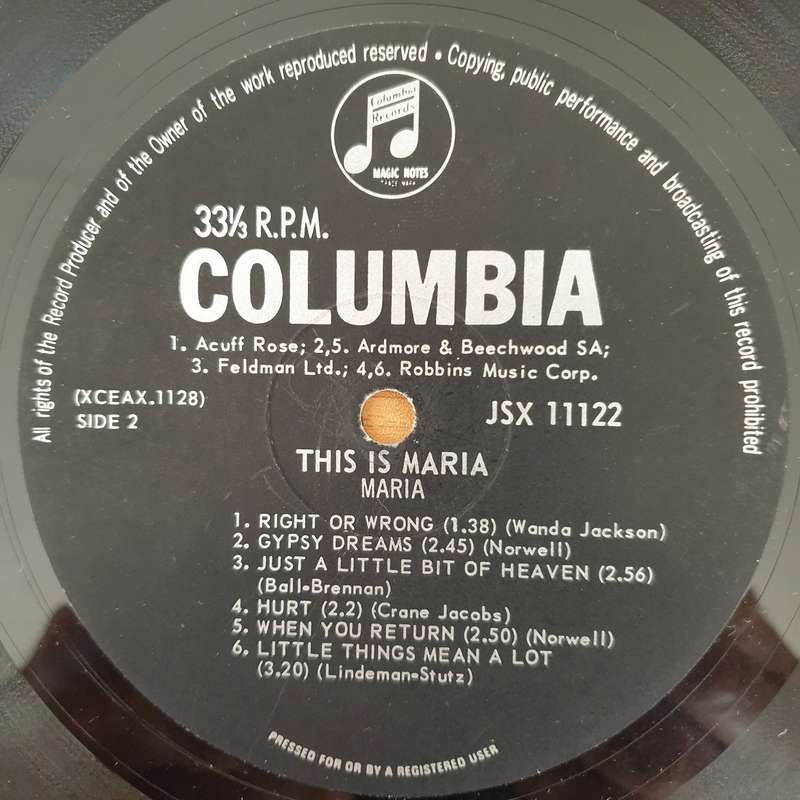 All rights of the Record Producer and of the Owner of the work reproduced reserved • Copying, public performance and broadcasting of this record prohibited
Columbia
Records
MAGIC NOTES
TRADE MARK
33⅓ R.P.M.
COLUMBIA
1. Acuff Rose; 2,5. Ardmore & Beechwood SA;
3. Feldman Ltd.; 4,6. Robbins Music Corp.
(XCEAX.1128)
SIDE 2
JSX 11122
THIS IS MARIA
MARIA
1. RIGHT OR WRONG (1.38) (Wanda Jackson)
2. GYPSY DREAMS (2.45) (Norwell)
3. JUST A LITTLE BIT OF HEAVEN (2.56)
(Ball-Brennan)
4. HURT (2.2) (Crane Jacobs)
5. WHEN YOU RETURN (2.50) (Norwell)
6. LITTLE THINGS MEAN A LOT
(3.20) (Lindeman-Stutz)
PRESSED FOR OR BY A REGISTERED USER